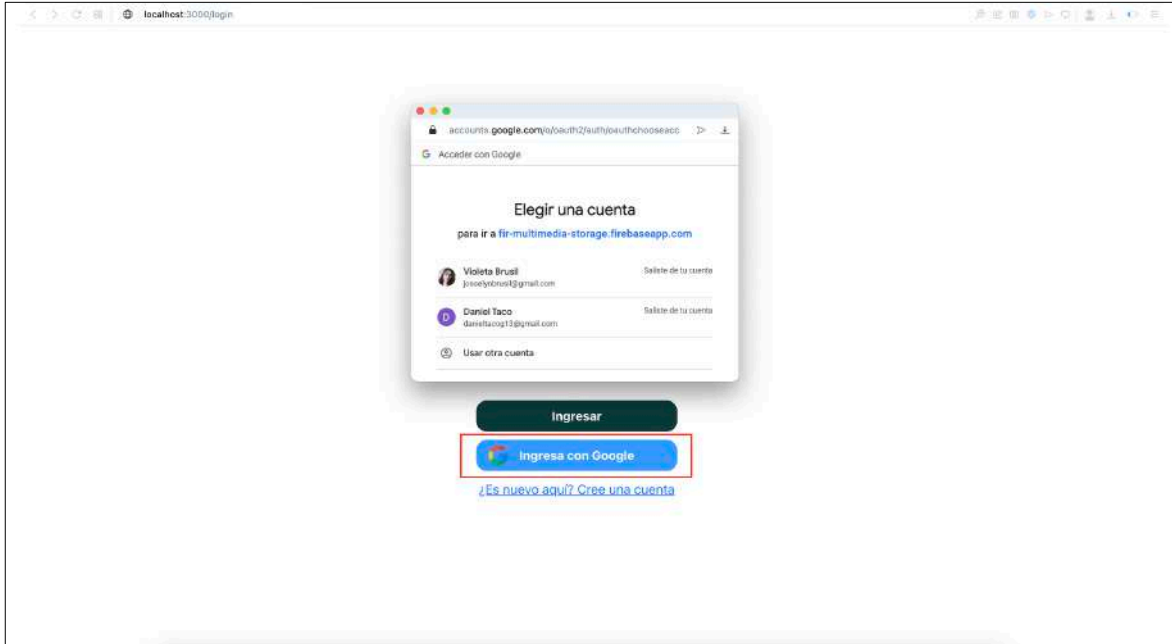 localhost:3000/login
accounts.google.com/o/oauth2/auth/oauthchooseacc
Acceder con Google
Elegir una cuenta
para ir a fir-multimedia-storage.firebaseapp.com
Violeta Brusil
Saliste de tu cuenta
josselynbrusil@gmail.com
Daniel Taco
Saliste de tu cuenta
danieltacog13@gmail.com
D
Usar otra cuenta
Ingresar
Ingresa con Google
¿Es nuevo aquí? Cree una cuenta